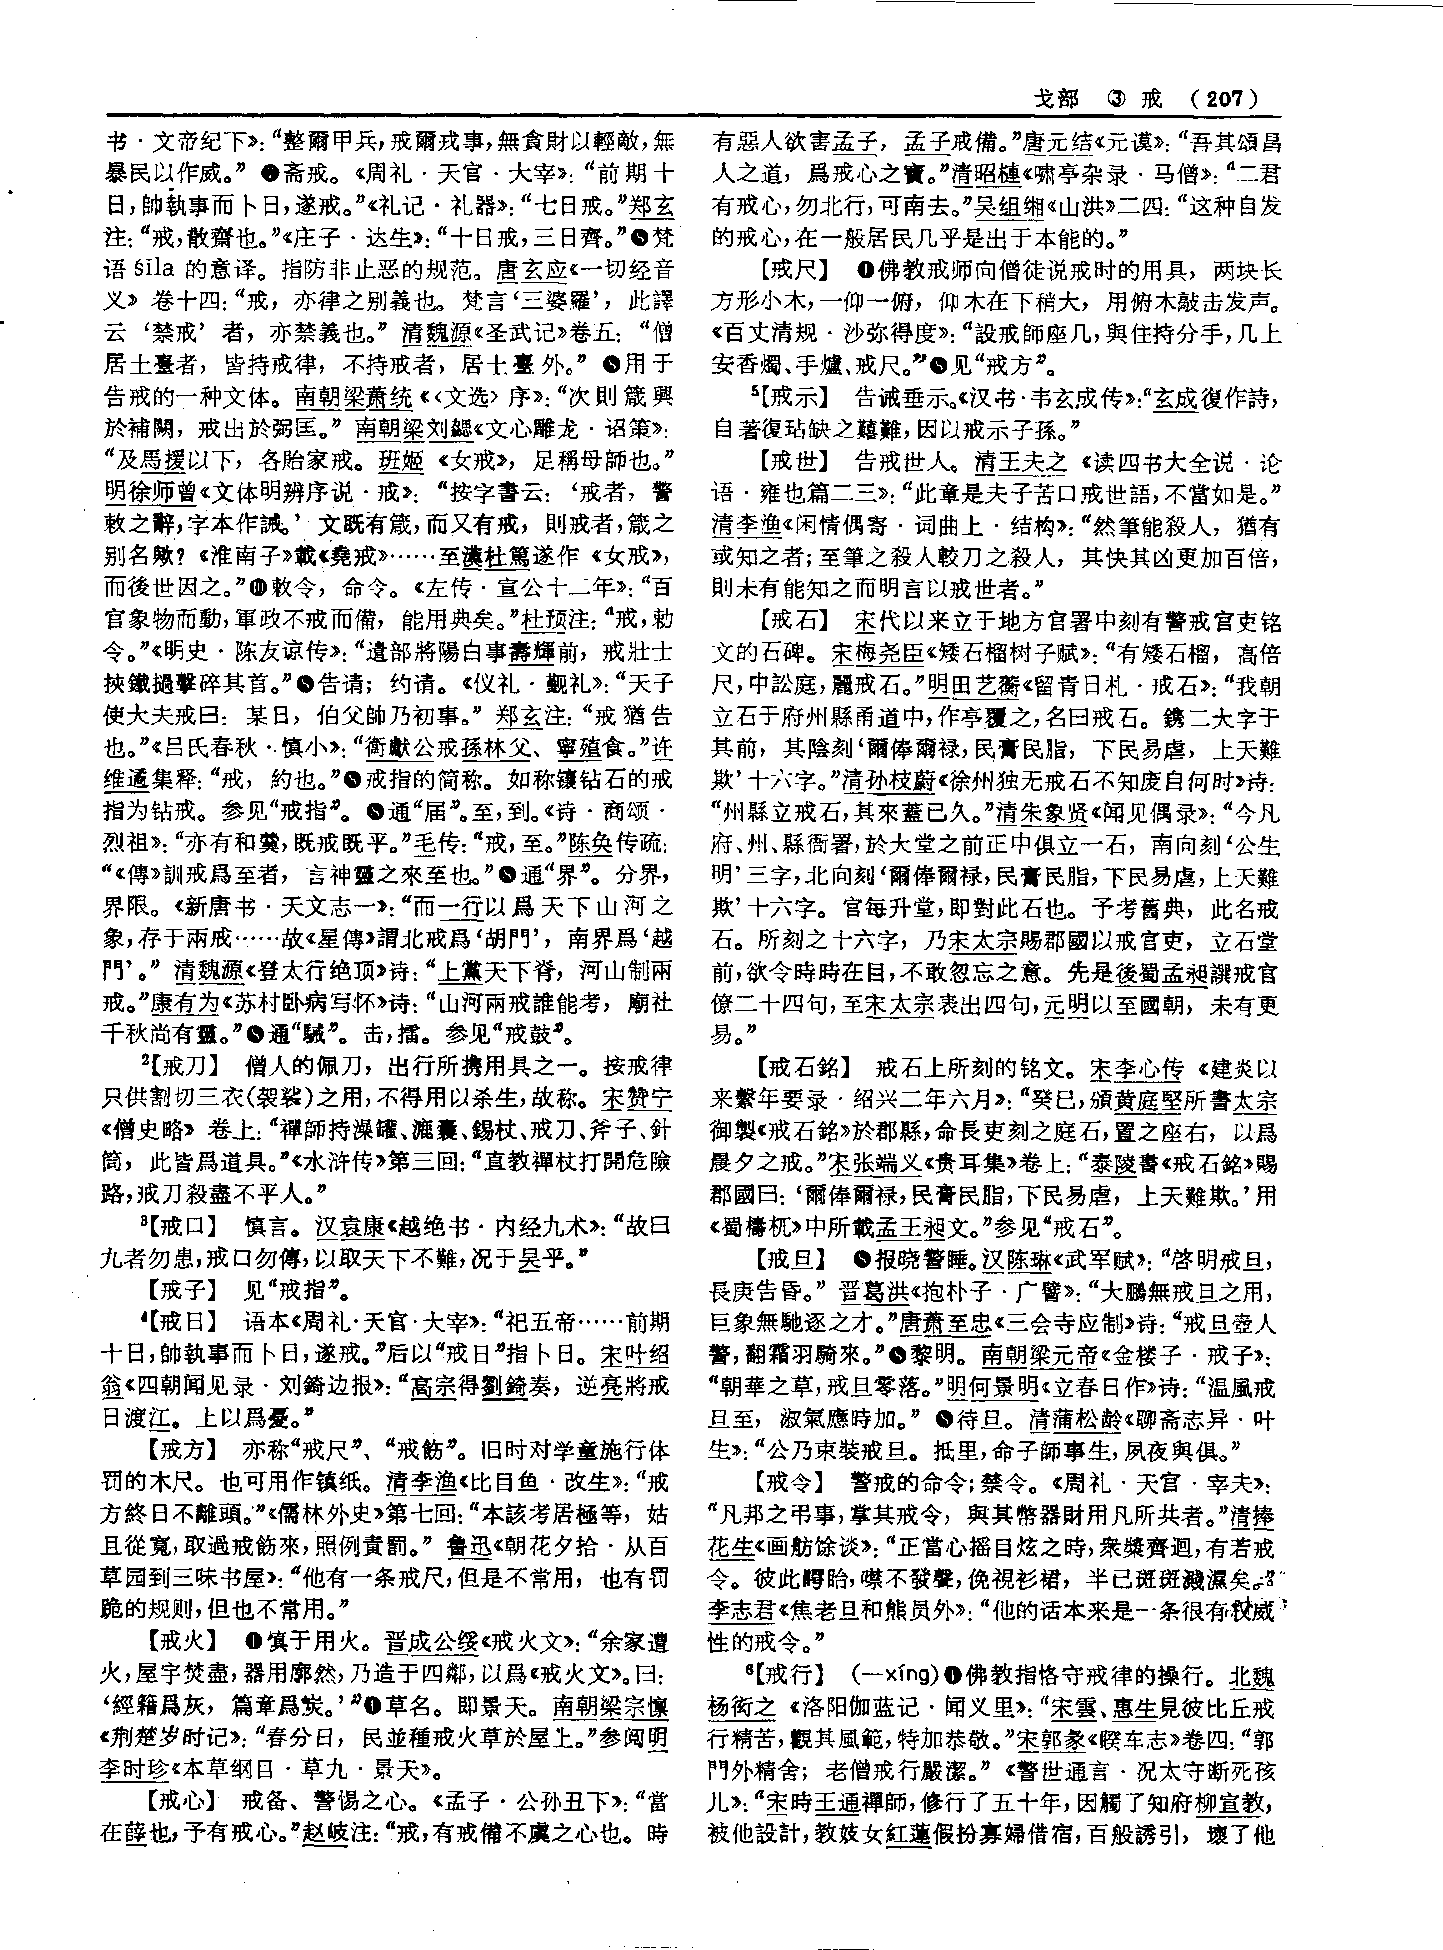 戈部 ③ 戒 (207)
书·文帝纪下》：“整爾甲兵，戒爾戎事，無貪財以輕敵，無
暴民以作威。” 斋戒。《周礼·天官·大宰》：“前期十
日，帥執事而卜日，遂戒。”《礼记·礼器》：“七日戒。”郑玄
注：“戒，散齋也。”《庄子·达生》：“十日戒，三日齊。”梵
语 śīla 的意译。指防非止恶的规范。唐玄应《一切经音
义》卷十四：“戒，亦律之别義也。梵言‘三婆羅’，此譯
云‘禁戒’者，亦禁義也。”清魏源《圣武记》卷五：“僧
居土臺者，皆持戒律，不持戒者，居土臺外。” 用于
告戒的一种文体。南朝梁萧统《〈文选〉序》：“次則箴興
於補闕，戒出於弼匡。”南朝梁刘勰《文心雕龙·诏策》：
“及馬援以下，各貽家戒。班姬《女戒》，足稱母師也。”
明徐师曾《文体明辨序说·戒》：“按字書云：‘戒者，警
敕之辭，字本作誡。’文既有箴，而又有戒，則戒者，箴之
别名歟？《淮南子》載《堯戒》……至漢杜篤遂作《女戒》，
而後世因之。”⓾敕令，命令。《左传·宣公十二年》：“百
官象物而動，軍政不戒而備，能用典矣。”杜预注：“戒，勑
令。”《明史·陈友谅传》：“遣部將陽白事壽輝前，戒壯士
挾鐵撾擊碎其首。”告请；约请。《仪礼·觐礼》：“天子
使大夫戒曰：某日，伯父帥乃初事。”郑玄注：“戒猶告
也。”《吕氏春秋·慎小》：“衛獻公戒孫林父、寧殖食。”许
维遹集释：“戒，約也。”戒指的简称。如称镶钻石的戒
指为钻戒。参见“戒指”。通“届”。至，到。《诗·商颂·
烈祖》：“亦有和羹，既戒既平。”毛传：“戒，至。”陈奂传疏：
“《傳》訓戒爲至者，言神靈之來至也。”通“界”。分界，
界限。《新唐书·天文志一》：“而一行以爲天下山河之
象，存于兩戒……故《星傳》謂北戒爲‘胡門’，南界爲‘越
門’。”清魏源《登太行绝顶》诗：“上黨天下脊，河山制兩
戒。”康有为《苏村卧病写怀》诗：“山河兩戒誰能考，廟社
千秋尚有靈。”通“駴”。击，擂。参见“戒鼓”。
²【戒刀】 僧人的佩刀，出行所携用具之一。按戒律
只供割切三衣(袈裟)之用，不得用以杀生，故称。宋赞宁
《僧史略》卷上：“禪師持澡罐、漉囊、錫杖、戒刀、斧子、針
筒，此皆爲道具。”《水浒传》第三回：“直教禪杖打開危險
路，戒刀殺盡不平人。”
³【戒口】 慎言。汉袁康《越绝书·内经九术》：“故曰
九者勿患，戒口勿傳，以取天下不難，况于吴乎。”
【戒子】 见“戒指”。
⁴【戒日】 语本《周礼·天官·大宰》：“祀五帝……前期
十日，帥執事而卜日，遂戒。”后以“戒日”指卜日。宋叶绍
翁《四朝闻见录·刘錡边报》：“高宗得劉錡奏，逆亮將戒
日渡江。上以爲憂。”
【戒方】 亦称“戒尺”、“戒飭”。旧时对学童施行体
罚的木尺。也可用作镇纸。清李渔《比目鱼·改生》：“戒
方終日不離頭。”《儒林外史》第七回：“本該考居極等，姑
且從寬，取過戒飭來，照例責罰。”鲁迅《朝花夕拾·从百
草园到三味书屋》：“他有一条戒尺，但是不常用，也有罚
跪的规则，但也不常用。”
【戒火】 ❶慎于用火。晋成公绥《戒火文》：“余家遭
火，屋宇焚盡，器用廓然，乃造于四鄰，以爲《戒火文》。曰：
‘經籍爲灰，篇章爲炭。’”草名。即景天。南朝梁宗懔
《荆楚岁时记》：“春分日，民並種戒火草於屋上。”参阅明
李时珍《本草纲目·草九·景天》。
【戒心】 戒备、警惕之心。《孟子·公孙丑下》：“當
在薛也，予有戒心。”赵岐注：“戒，有戒備不虞之心也。時
有惡人欲害孟子，孟子戒備。”唐元结《元谟》：“吾其頌昌
人之道，爲戒心之寶。”清昭槤《啸亭杂录·马僧》：“二君
有戒心，勿北行，可南去。”吴组缃《山洪》二四：“这种自发
的戒心，在一般居民几乎是出于本能的。”
【戒尺】 ❶佛教戒师向僧徒说戒时的用具，两块长
方形小木，一仰一俯，仰木在下稍大，用俯木敲击发声。
《百丈清规·沙弥得度》：“設戒師座几，與住持分手，几上
安香燭、手爐、戒尺。”见“戒方”。
⁵【戒示】 告诫垂示。《汉书·韦玄成传》：“玄成復作詩，
自著復玷缺之囏難，因以戒示子孫。”
【戒世】 告戒世人。清王夫之《读四书大全说·论
语·雍也篇二三》：“此章是夫子苦口戒世語，不當如是。”
清李渔《闲情偶寄·词曲上·结构》：“然筆能殺人，猶有
或知之者；至筆之殺人較刀之殺人，其快其凶更加百倍，
則未有能知之而明言以戒世者。”
【戒石】 宋代以来立于地方官署中刻有警戒官吏铭
文的石碑。宋梅尧臣《矮石榴树子赋》：“有矮石榴，高倍
尺，中訟庭，麗戒石。”明田艺蘅《留青日札·戒石》：“我朝
立石于府州縣甬道中，作亭覆之，名曰戒石。鐫二大字于
其前，其陰刻‘爾俸爾禄，民膏民脂，下民易虐，上天難
欺’十六字。”清孙枝蔚《徐州独无戒石不知废自何时》诗：
“州縣立戒石，其來蓋已久。”清朱象贤《闻见偶录》：“今凡
府、州、縣衙署，於大堂之前正中俱立一石，南向刻‘公生
明’三字，北向刻‘爾俸爾禄，民膏民脂，下民易虐，上天難
欺’十六字。官每升堂，即對此石也。予考舊典，此名戒
石。所刻之十六字，乃宋太宗賜郡國以戒官吏，立石堂
前，欲令時時在目，不敢忽忘之意。先是後蜀孟昶譔戒官
僚二十四句，至宋太宗表出四句，元明以至國朝，未有更
易。”
【戒石銘】 戒石上所刻的铭文。宋李心传《建炎以
来繫年要录·绍兴二年六月》：“癸巳，頒黄庭堅所書太宗
御製《戒石銘》於郡縣，命長吏刻之庭石，置之座右，以爲
晨夕之戒。”宋张端义《贵耳集》卷上：“泰陵書《戒石銘》賜
郡國曰：‘爾俸爾禄，民膏民脂，下民易虐，上天難欺。’用
《蜀檮杌》中所載孟王昶文。”参见“戒石”。
【戒旦】 报晓警睡。汉陈琳《武军赋》：“啓明戒旦，
長庚告昏。”晋葛洪《抱朴子·广譬》：“大鵬無戒旦之用，
巨象無馳逐之才。”唐萧至忠《三会寺应制》诗：“戒旦壺人
警，翻霜羽騎來。”黎明。南朝梁元帝《金楼子·戒子》：
“朝華之草，戒旦零落。”明何景明《立春日作》诗：“温風戒
旦至，淑氣應時加。” 待旦。清蒲松龄《聊斋志异·叶
生》：“公乃束裝戒旦。抵里，命子師事生，夙夜與俱。”
【戒令】 警戒的命令；禁令。《周礼·天官·宰夫》：
“凡邦之弔事，掌其戒令，與其幣器財用凡所共者。”清捧
花生《画舫馀谈》：“正當心摇目炫之時，衆槳齊迴，有若戒
令。彼此睜眙，噤不發聲，俛視衫裙，半已斑斑濺濕矣。”
李志君《焦老旦和熊员外》：“他的话本来是一条很有权威
性的戒令。”
⁶【戒行】 (—xíng)❶佛教指恪守戒律的操行。北魏
杨衒之《洛阳伽蓝记·闻义里》：“宋雲、惠生見彼比丘戒
行精苦，觀其風範，特加恭敬。”宋郭彖《睽车志》卷四：“郭
門外精舍；老僧戒行嚴潔。”《警世通言·况太守断死孩
儿》：“宋時王通禪師，修行了五十年，因觸了知府柳宣教，
被他設計，教妓女紅蓮假扮寡婦借宿，百般誘引，壞了他